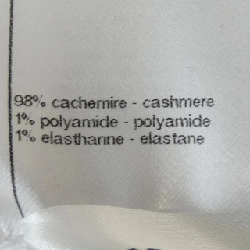 98% cachemire - cashmere
1% polyamide - polyamide
1% elasthanne - elastane